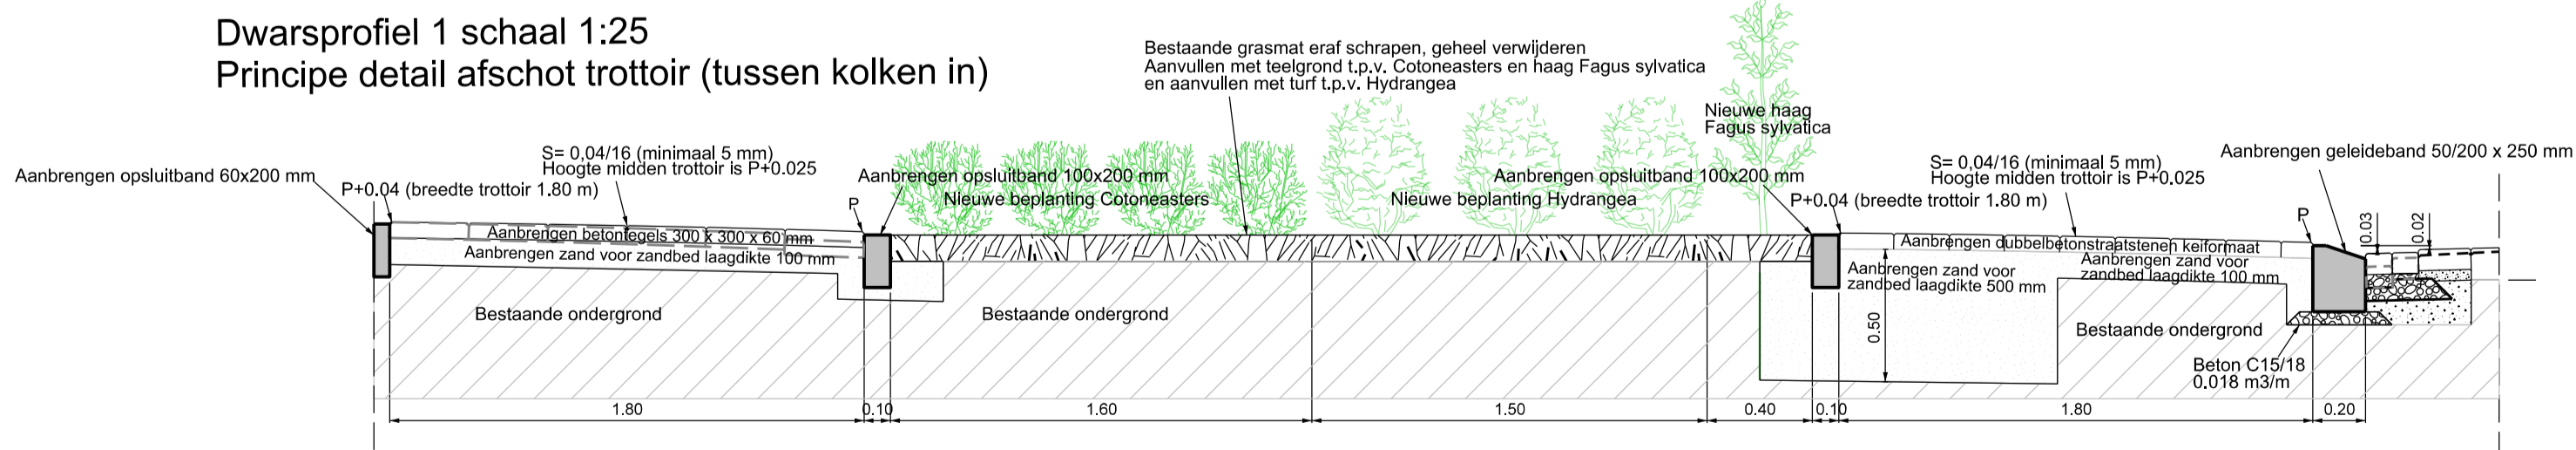 Dwarsprofiel 1 schaal 1:25
Principe detail afschot trottoir (tussen kolken in)
Bestaande grasmat eraf schrapen, geheel verwijderen
Aanvullen met teelgrond t.p.v. Cotoneasters en haag Fagus sylvatica
en aanvullen met turf t.p.v. Hydrangea
Nieuwe haag
Fagus sylvatica
S= 0,04/16 (minimaal 5 mm)
Hoogte midden trottoir is P+0.025
S= 0,04/16 (minimaal 5 mm)
Hoogte midden trottoir is P+0.025
Aanbrengen geleideband 50/200 x 250 mm
Aanbrengen opsluitband 60x200 mm
P+0.04 (breedte trottoir 1.80 m)
Aanbrengen opsluitband 100x200 mm
Aanbrengen opsluitband 100x200 mm
P
Nieuwe beplanting Cotoneasters
Nieuwe beplanting Hydrangea
P+0.04 (breedte trottoir 1.80 m)
P
0.03
0.02
Aanbrengen betontegels 300 x 300 x 60 mm
Aanbrengen zand voor zandbed laagdikte 100 mm
Aanbrengen dubbelbetonstraatstenen keiformaat
Aanbrengen zand voor
zandbed laagdikte 500 mm
Aanbrengen zand voor
zandbed laagdikte 100 mm
Bestaande ondergrond
Bestaande ondergrond
0.50
Bestaande ondergrond
Beton C15/18
0.018 m3/m
1.80
0.10
1.60
1.50
0.40
0.10
1.80
0.20